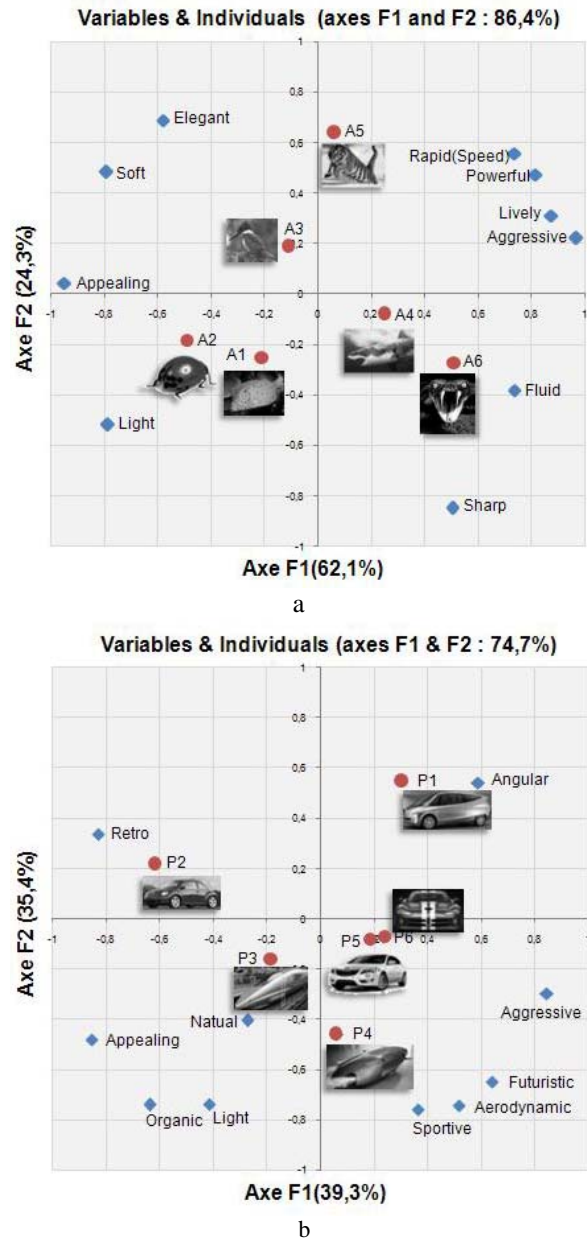 Variables & Individuals (axes F1 and F2 : 86,4%)
1
0,8
Elegant
0,6
A5
Rapid(Speed)
Soft
Powerful
0,4
Lively
A3
0,2
Aggressive
Appealing
0
-1 -0,8 -0,6 -0,4 -0,2 0 0,2 0,4 0,6 0,8 1
A4
A2
A1
-0,2
A6
Fluid
-0,4
Light
-0,6
Sharp
-0,8
-1
Axe F2 (24,3%)
Axe F1(62,1%)
a
Variables & Individuals (axes F1 & F2 : 74,7%)
1
0,8
0,6
P1
Angular
0,4
Retro
P2
0,2
0
-1 -0,8 -0,6 -0,4 -0,2 0 0,2 0,4 0,6 0,8 1
P5
P6
P3
-0,2
Aggressive
Natual
-0,4
P4
Appealing
-0,6
Futuristic
Organic
Light
Aerodynamic
-0,8
Sportive
-1
Axe F2 (35,4%)
Axe F1(39,3%)
b